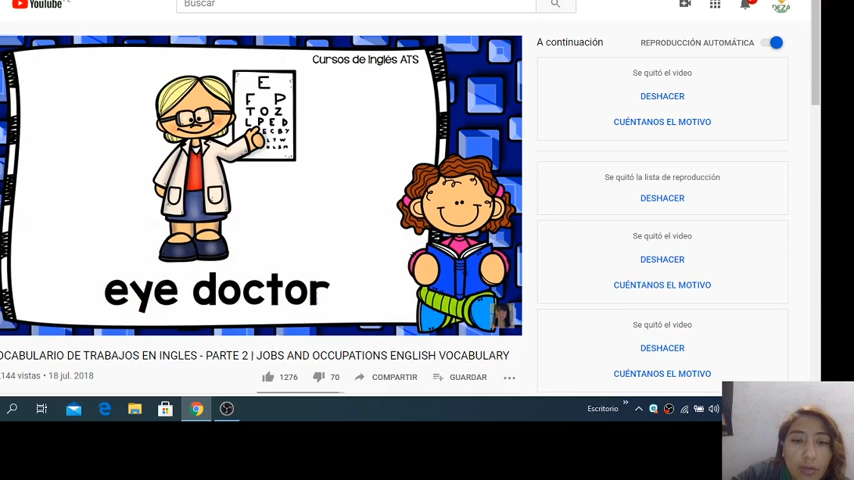 YouTube
Buscar
DEZA
Cursos de Inglés ATS
E
F P
T O Z
L P E D
E C B Y
eye doctor
OCABULARIO DE TRABAJOS EN INGLES - PARTE 2 | JOBS AND OCCUPATIONS ENGLISH VOCABULARY
144 vistas • 18 jul. 2018
1276
70
COMPARTIR
GUARDAR
A continuación
REPRODUCCIÓN AUTOMÁTICA
Se quitó el video
DESHACER
CUÉNTANOS EL MOTIVO
Se quitó la lista de reproducción
DESHACER
Se quitó el video
DESHACER
CUÉNTANOS EL MOTIVO
Se quitó el video
DESHACER
CUÉNTANOS EL MOTIVO
Escritorio